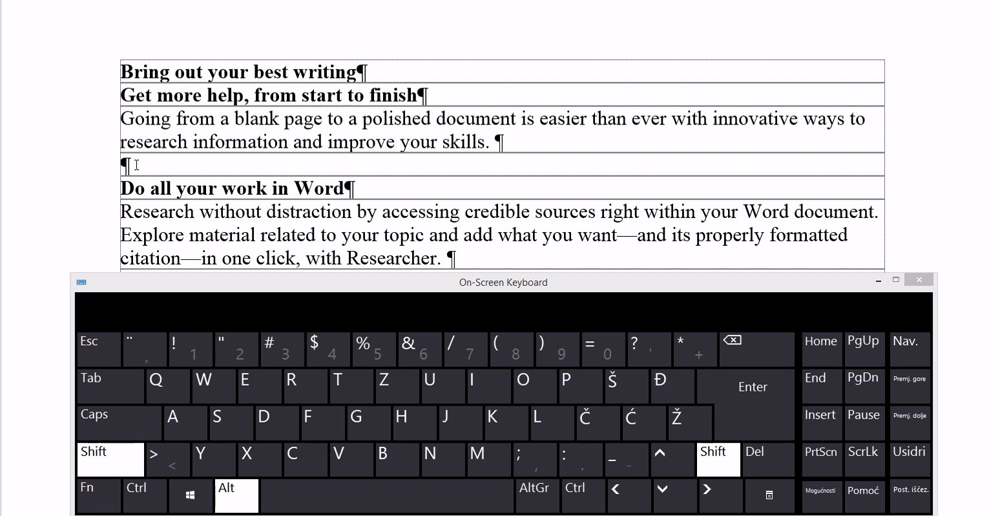 Bring out your best writing¶
Get more help, from start to finish¶
Going from a blank page to a polished document is easier than ever with innovative ways to
research information and improve your skills. ¶
¶
Do all your work in Word¶
Research without distraction by accessing credible sources right within your Word document.
Explore material related to your topic and add what you want—and its properly formatted
citation—in one click, with Researcher. ¶
On-Screen Keyboard
Esc ¨ ¸ ! 1 " 2 # 3 $ 4 % 5 & 6 / 7 ( 8 ) 9 = 0 ? ' * + Home PgUp Nav.
Tab Q W E R T Z U I O P Š Đ Enter End PgDn Premj. gore
Caps A S D F G H J K L Č Ć Ž Insert Pause Premj. dolje
Shift > < Y X C V B N M ; , : . _ - Shift Del PrtScn ScrLk Usidri
Fn Ctrl Alt AltGr Ctrl Mogućnosti Pomoć Post. iščez.